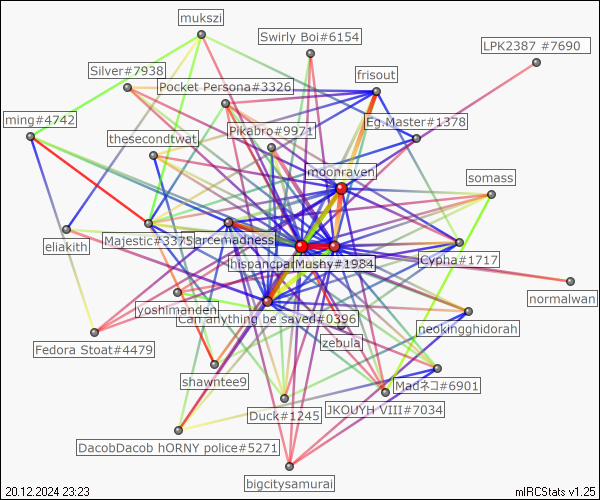 mukszi
Swirly Boi#6154
LPK2387 #7690
Silver#7938
Pocket Persona#3326
frisout
ming#4742
Eg.Master#1378
thesecondtwat
Pikabro#9971
moonraven
somass
eliakith
Majestic#3375
arcemadness
hispancpar
Mushy#1984
Cypha#1717
normalwan
yoshimanden
Can anything be saved#0396
neokingghidorah
Fedora Stoat#4479
zebula
shawntee9
Madネコ#6901
Duck#1245
JKOUYH VIII#7034
DacobDacob hORNY police#5271
bigcitysamurai
20.12.2024 23:23
mIRCStats v1.25